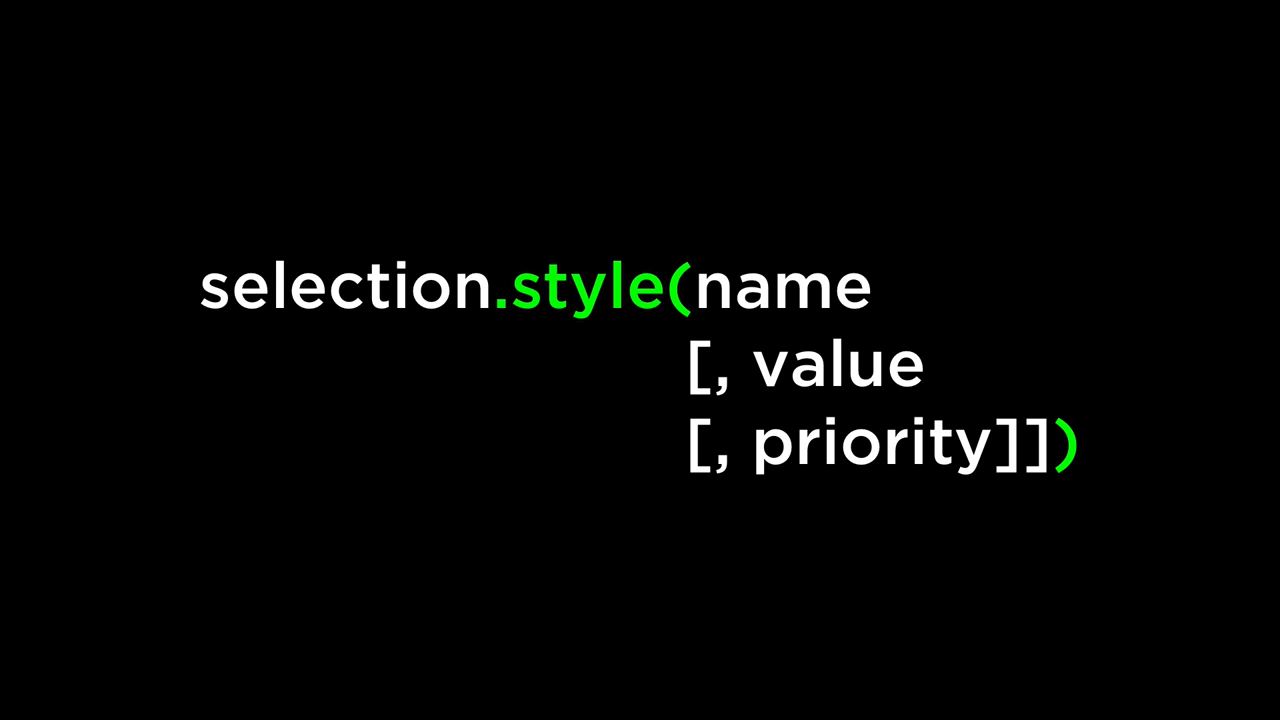 selection.style(name
[, value
[, priority]])